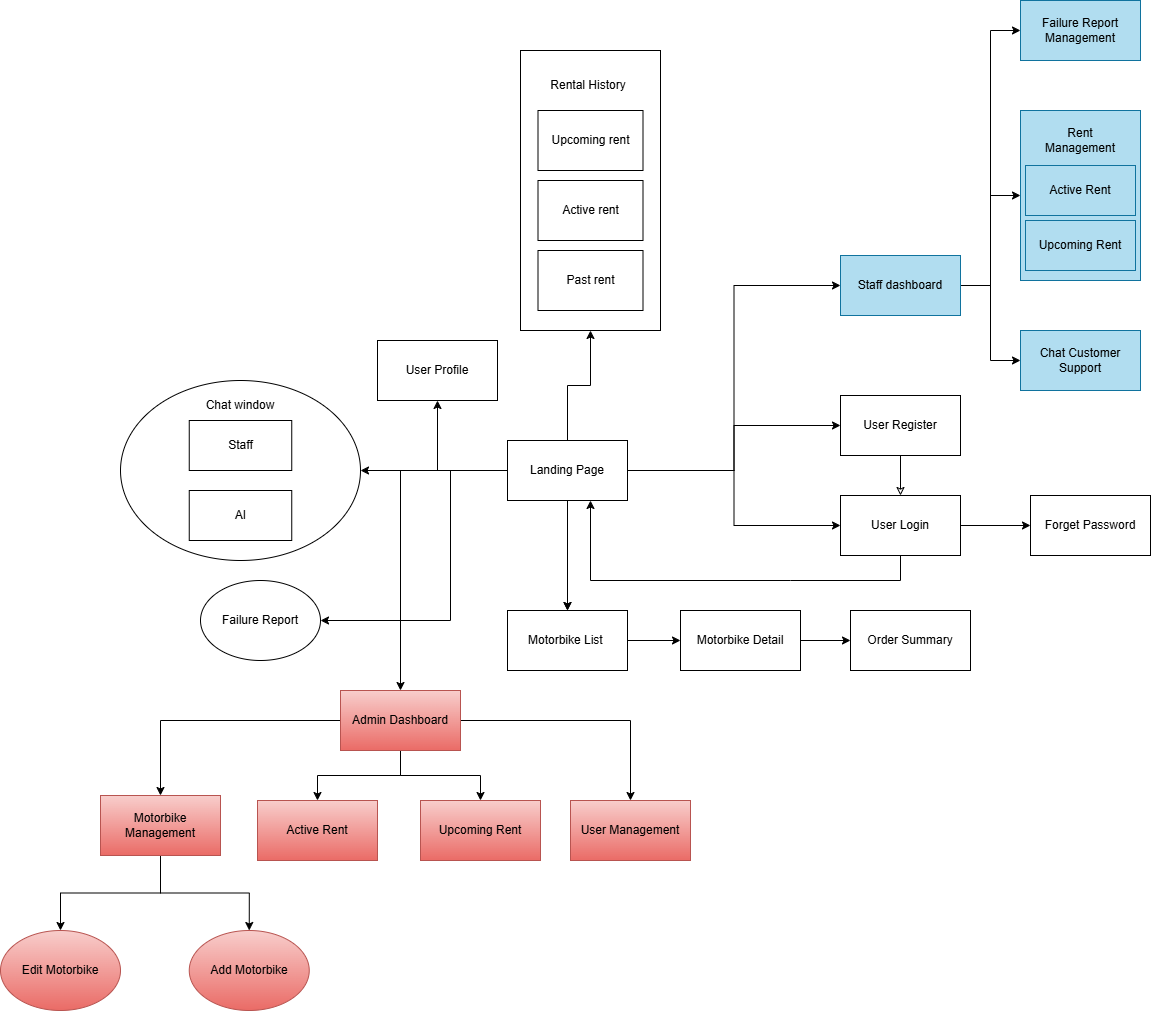 Failure Report
Management
Rental History
Upcoming rent
Active rent
Past rent
Rent
Management
Active Rent
Upcoming Rent
Staff dashboard
Chat Customer
Support
User Profile
Chat window
Staff
AI
Landing Page
User Register
User Login
Forget Password
Failure Report
Motorbike List
Motorbike Detail
Order Summary
Admin Dashboard
Motorbike
Management
Active Rent
Upcoming Rent
User Management
Edit Motorbike
Add Motorbike